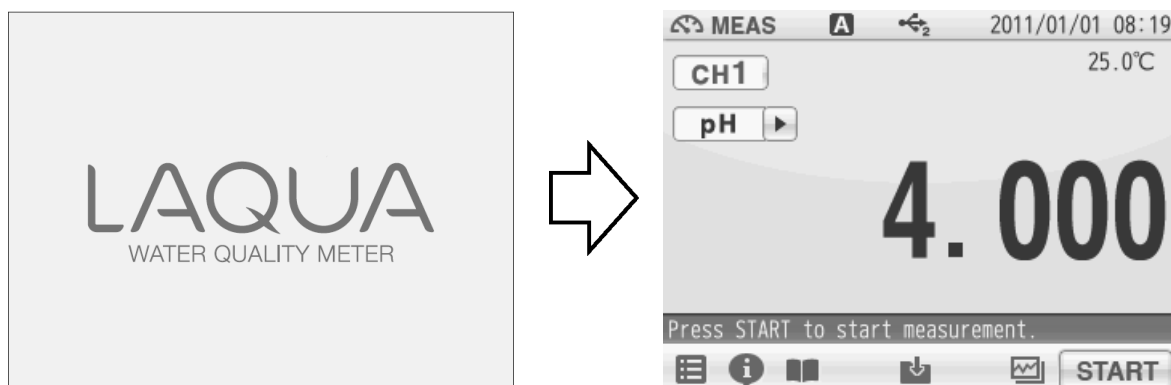 LAQUA
WATER QUALITY METER
MEAS A 2 2011/01/01 08:19
25.0℃
CH1
pH
4.000
Press START to start measurement.
START